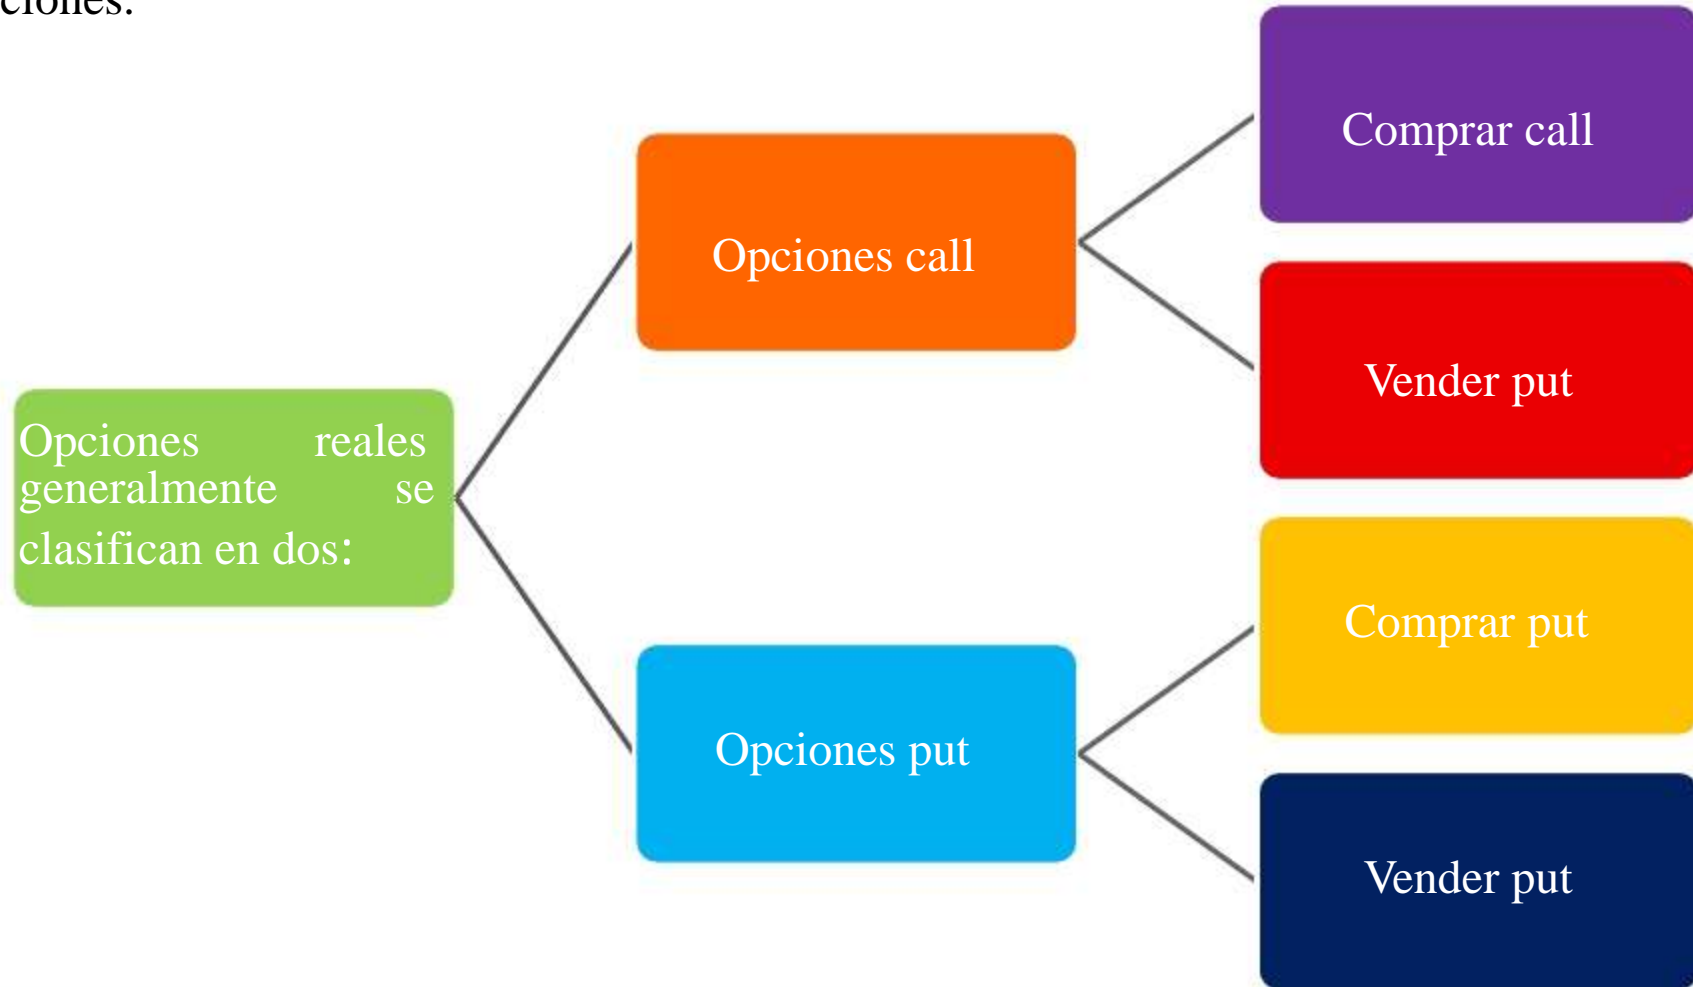 ciones.
Opciones reales
generalmente se
clasifican en dos:
Opciones call
Opciones put
Comprar call
Vender put
Comprar put
Vender put